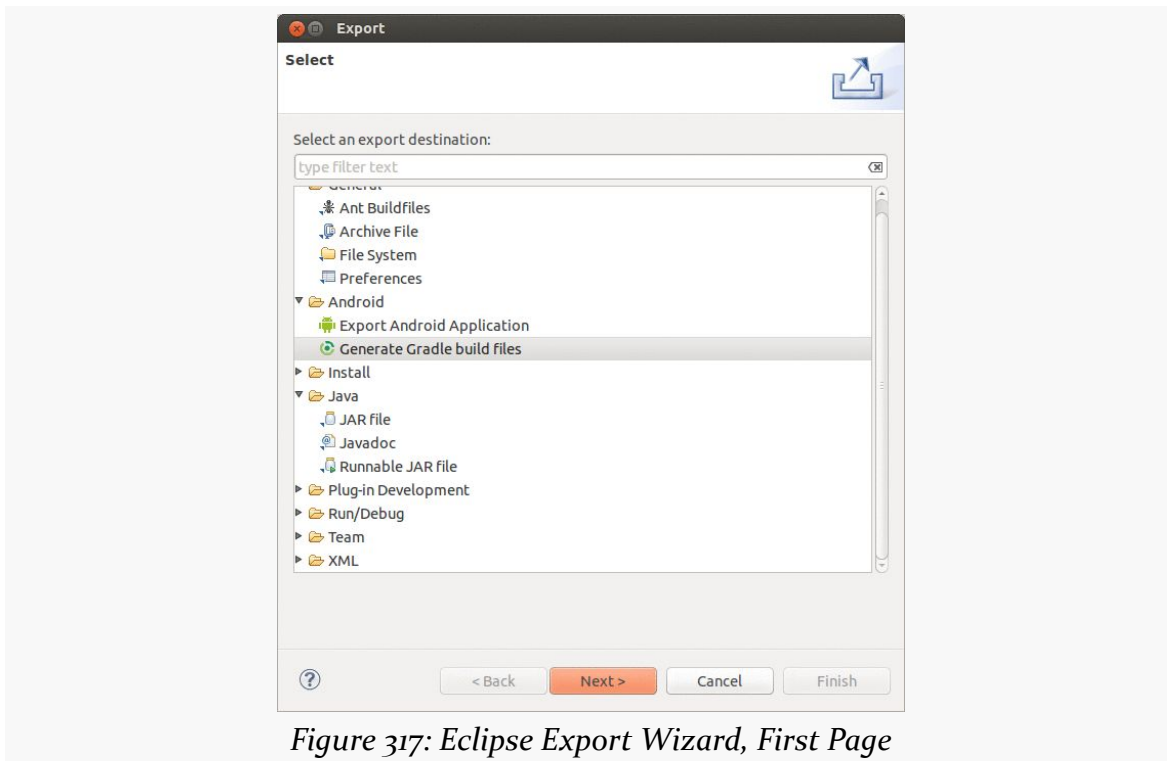 Export
Select
Select an export destination:
type filter text
General
Ant Buildfiles
Archive File
File System
Preferences
Android
Export Android Application
Generate Gradle build files
Install
Java
JAR file
Javadoc
Runnable JAR file
Plug-in Development
Run/Debug
Team
XML
< Back
Next >
Cancel
Finish
Figure 317: Eclipse Export Wizard, First Page